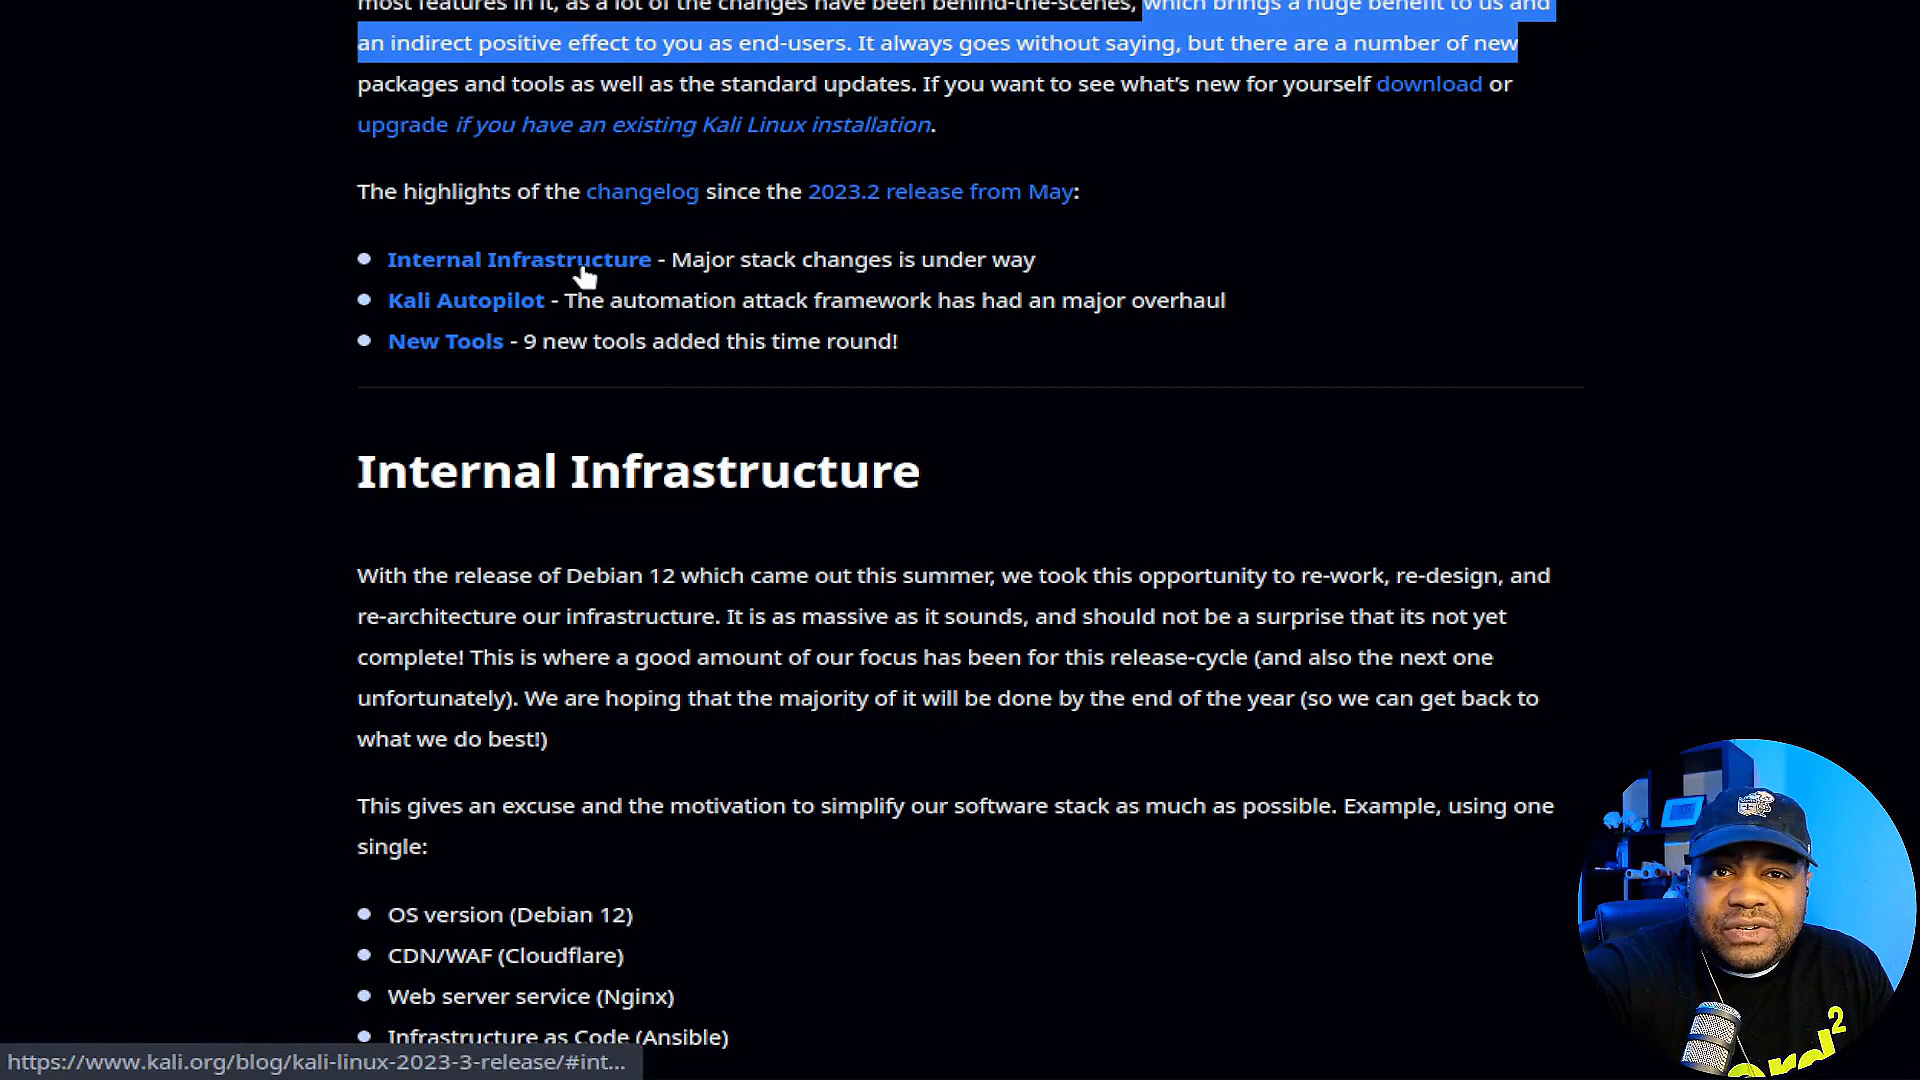 most features in it, as a lot of the changes have been behind-the-scenes, which brings a huge benefit to us and
an indirect positive effect to you as end-users. It always goes without saying, but there are a number of new
packages and tools as well as the standard updates. If you want to see what's new for yourself download or
upgrade if you have an existing Kali Linux installation.
The highlights of the changelog since the 2023.2 release from May:
Internal Infrastructure - Major stack changes is under way
Kali Autopilot - The automation attack framework has had an major overhaul
New Tools - 9 new tools added this time round!
Internal Infrastructure
With the release of Debian 12 which came out this summer, we took this opportunity to re-work, re-design, and
re-architecture our infrastructure. It is as massive as it sounds, and should not be a surprise that its not yet
complete! This is where a good amount of our focus has been for this release-cycle (and also the next one
unfortunately). We are hoping that the majority of it will be done by the end of the year (so we can get back to
what we do best!)
This gives an excuse and the motivation to simplify our software stack as much as possible. Example, using one
single:
OS version (Debian 12)
CDN/WAF (Cloudflare)
Web server service (Nginx)
Infrastructure as Code (Ansible)
https://www.kali.org/blog/kali-linux-2023-3-release/#int...